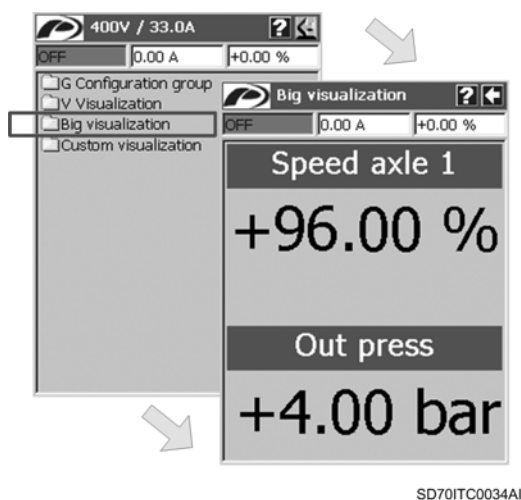 400V / 33.0A ?
OFF 0.00 A +0.00 %
G Configuration group
V Visualization
Big visualization
Custom visualization
Big visualization ?
OFF 0.00 A +0.00 %
Speed axle 1
+96.00 %
Out press
+4.00 bar
SD70ITC0034AI